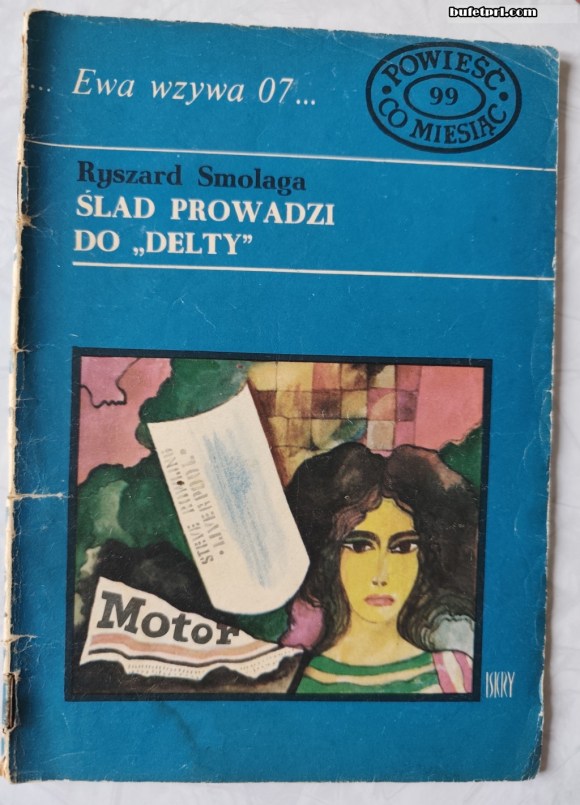 bufetprl.com
... Ewa wzywa 07...
POWIEŚĆ
99
CO MIESIĄC
Ryszard Smolaga
ŚLAD PROWADZI
DO „DELTY”
STEVE
LIVERPOOL
Motor
ISKRY